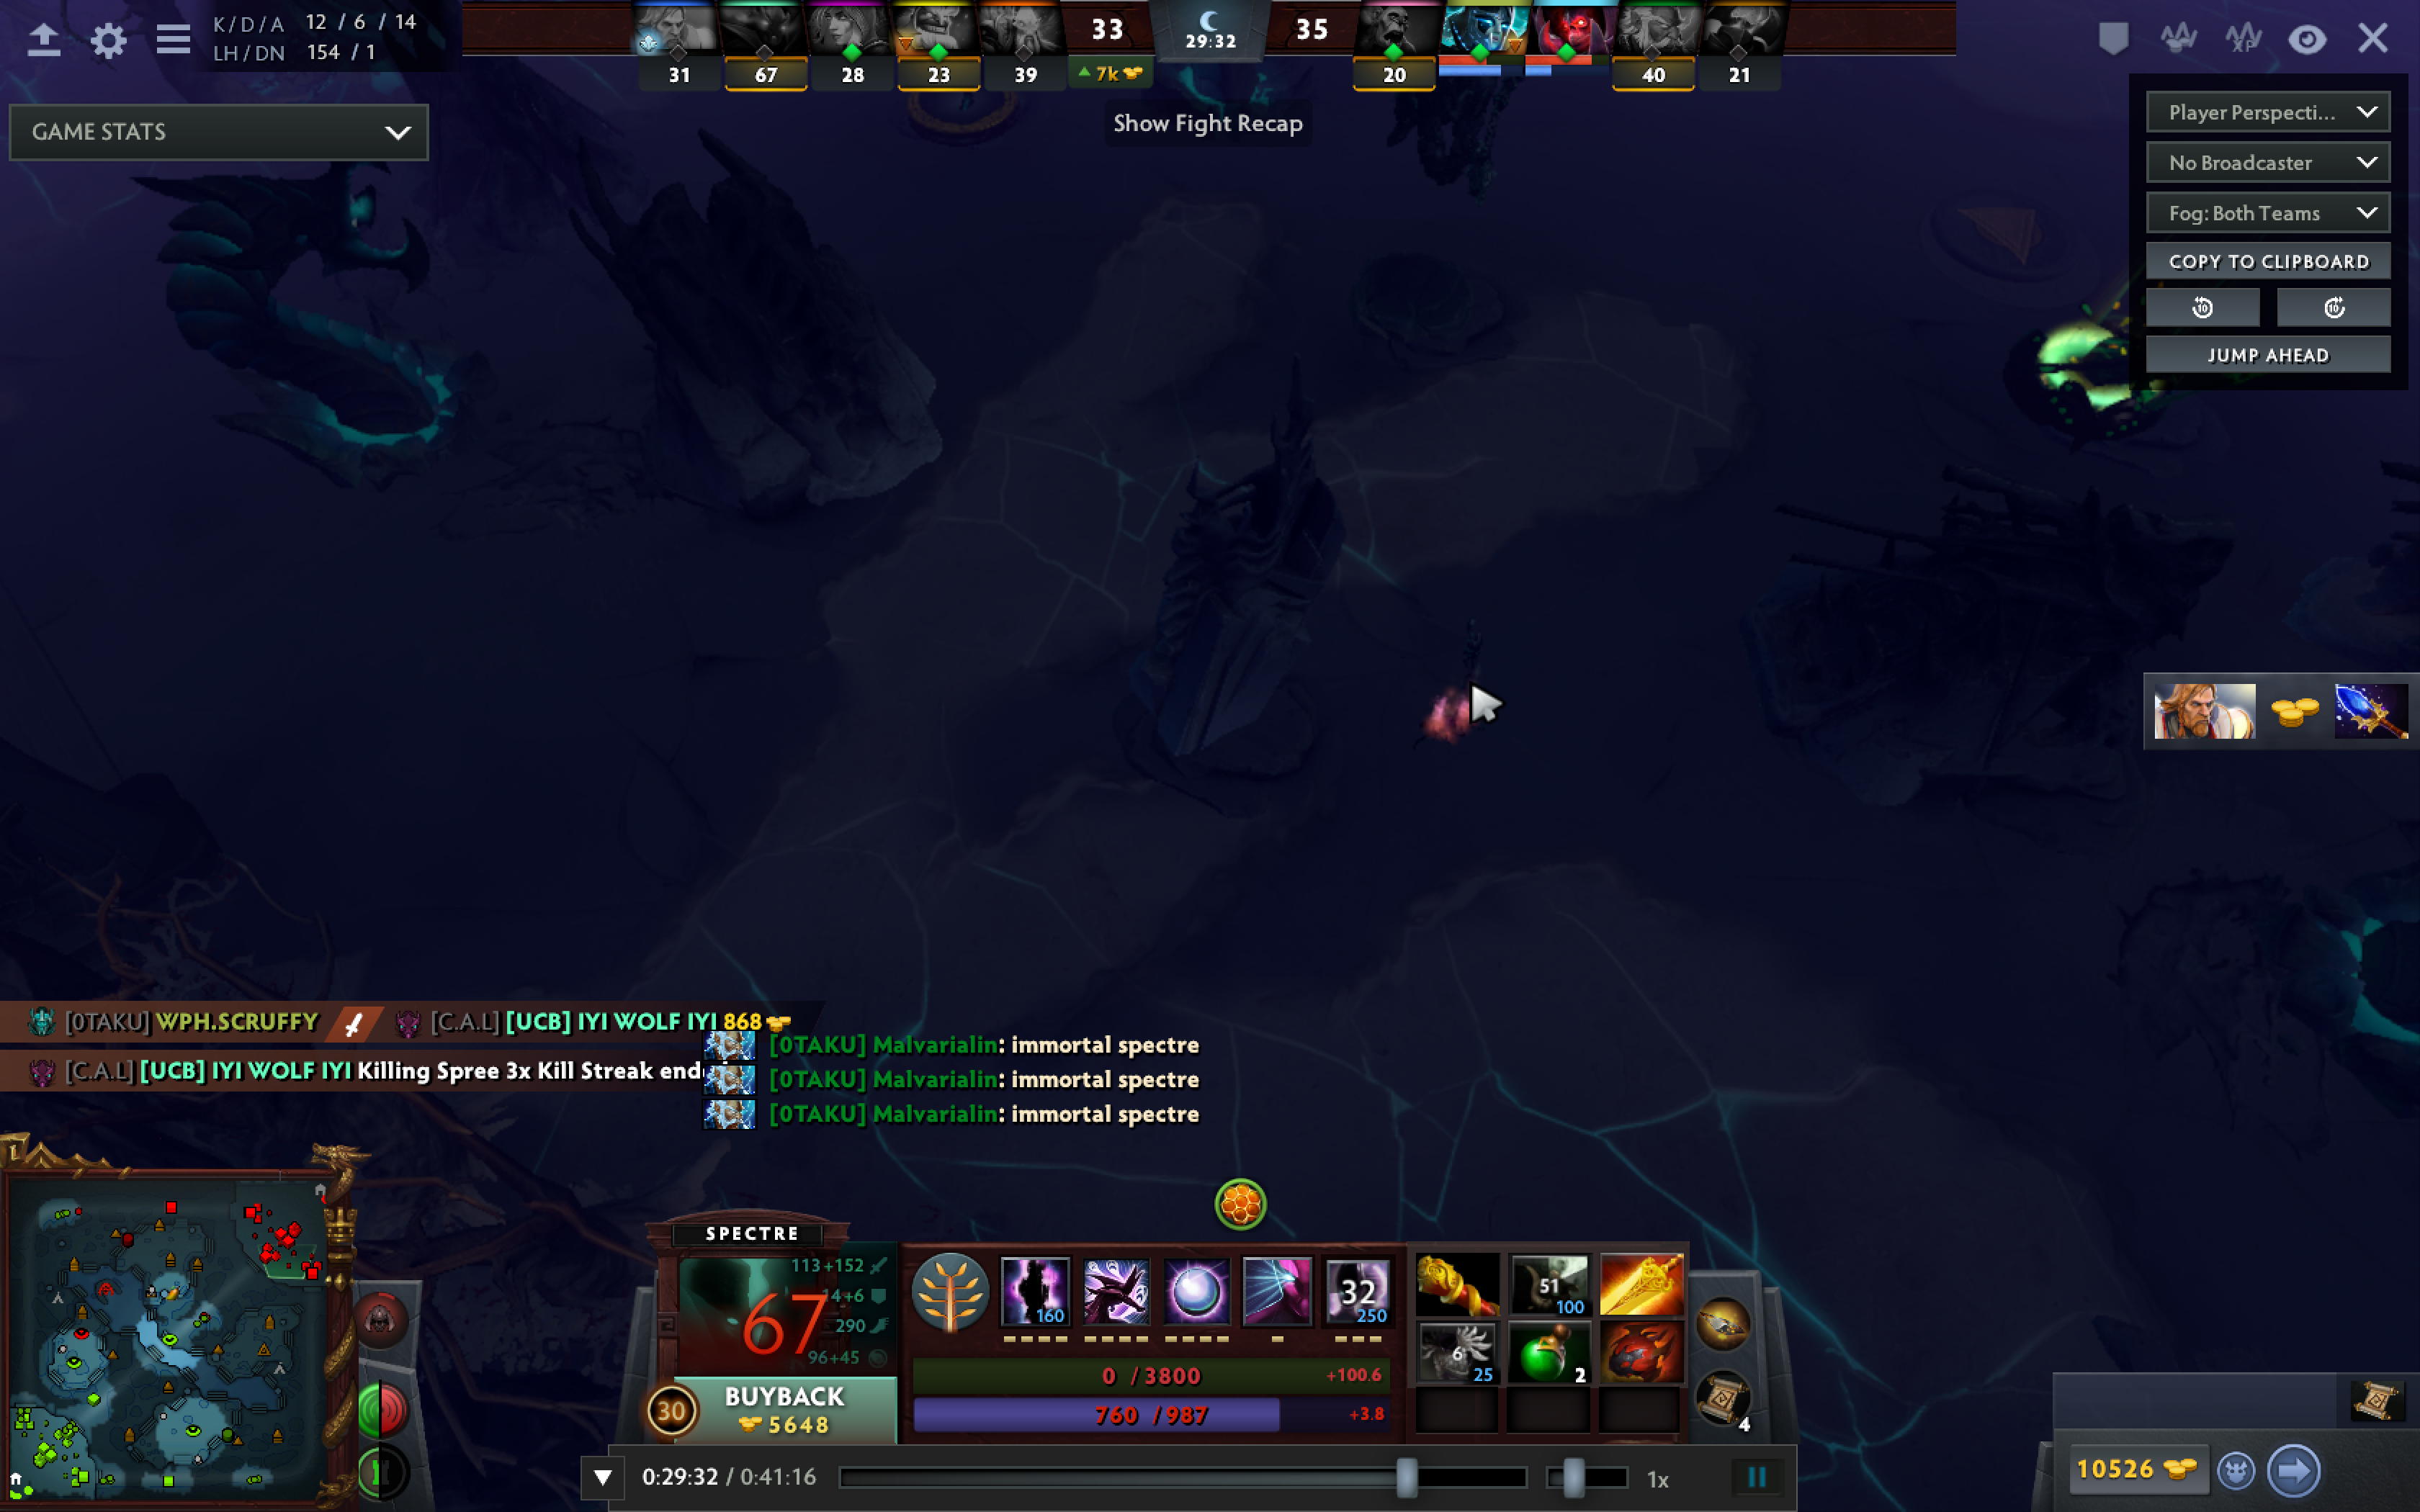 K / D / A 12 / 6 / 14
LH / DN 154 / 1
33 29:32 35
31 67 28 23 39 7k 20 40 21
Show Fight Recap
GAME STATS
Player Perspecti...
No Broadcaster
Fog: Both Teams
COPY TO CLIPBOARD
10 10
JUMP AHEAD
XP
[0TAKU] WPH.SCRUFFY [C.A.L] [UCB] IYI WOLF IYI 868
[C.A.L] [UCB] IYI WOLF IYI Killing Spree 3x Kill Streak end
[0TAKU] Malvarialin: immortal spectre
[0TAKU] Malvarialin: immortal spectre
[0TAKU] Malvarialin: immortal spectre
SPECTRE
113+152
14+6
67
290
96+45
160
32
250
51
100
6
25
2
4
30
BUYBACK
5648
0 / 3800 +100.6
760 / 987 +3.8
0:29:32 / 0:41:16
1x
10526